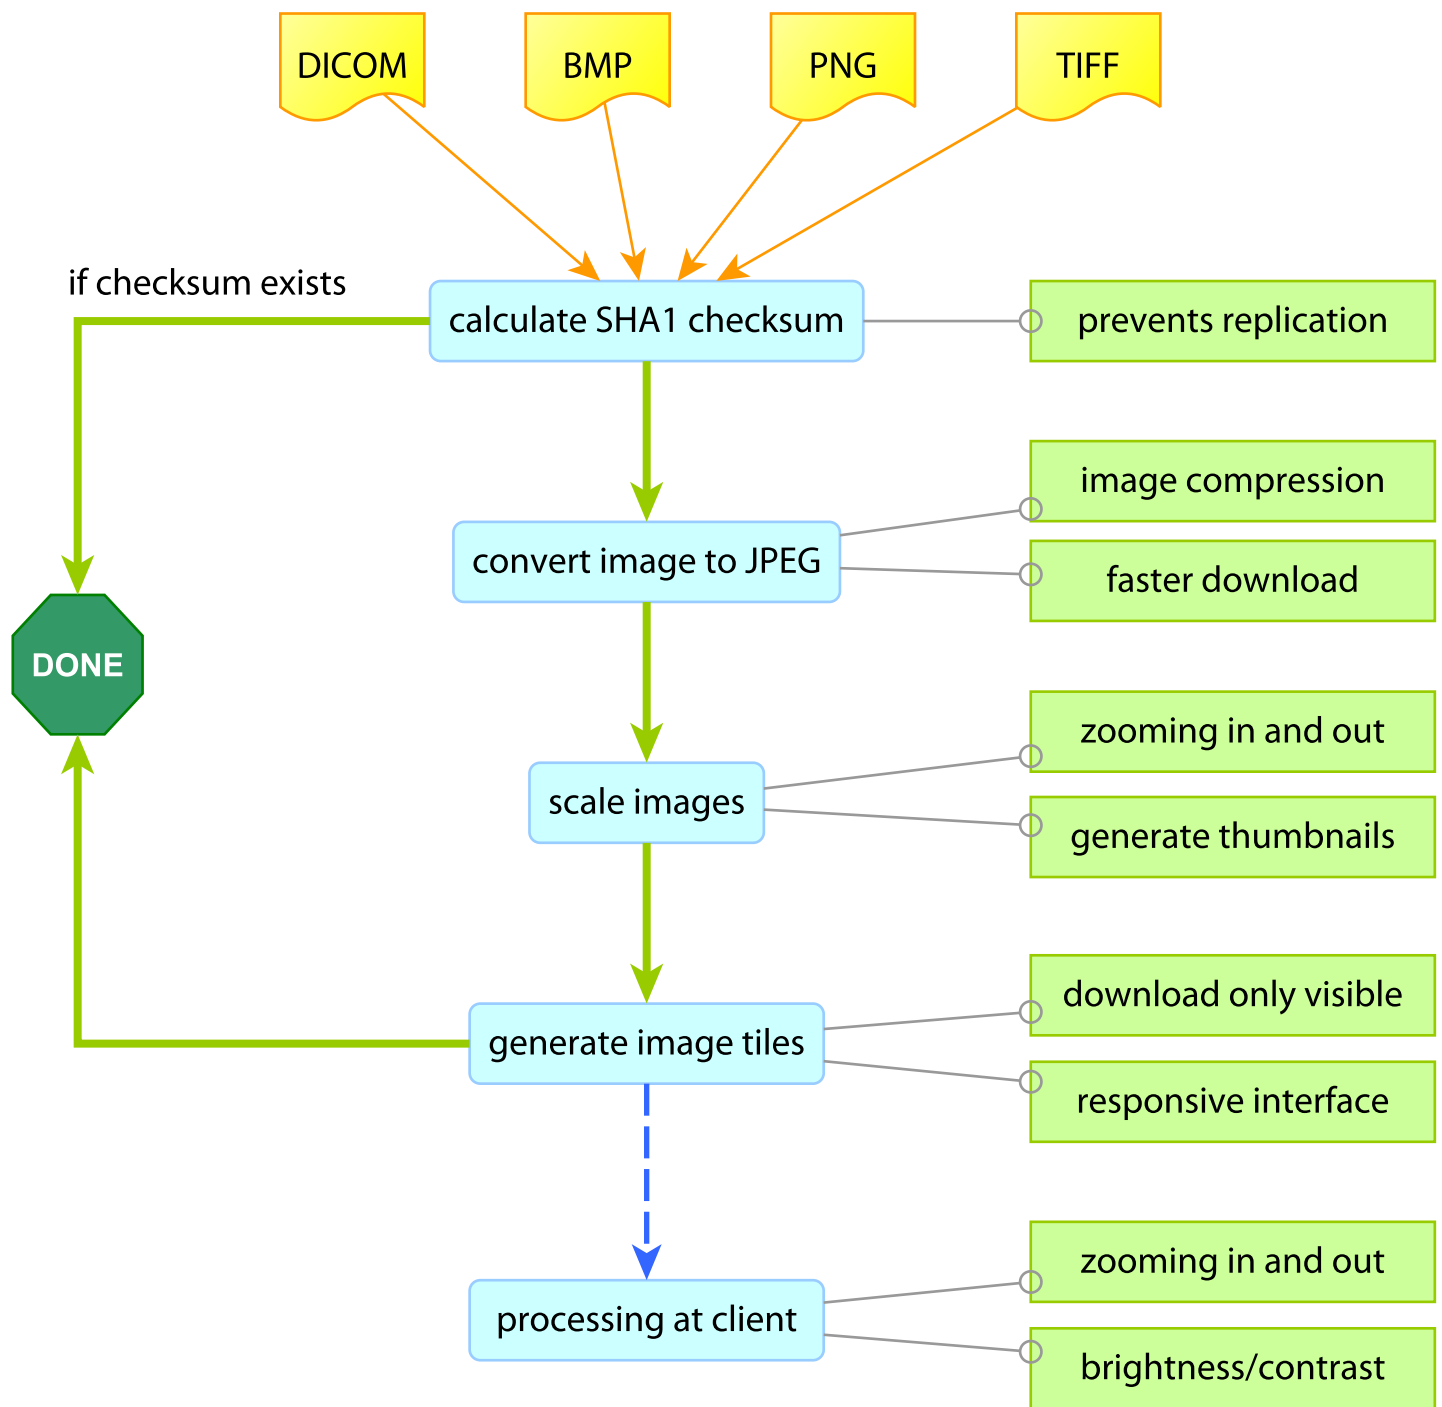 DICOM
BMP
PNG
TIFF
if checksum exists
calculate SHA1 checksum
prevents replication
image compression
convert image to JPEG
faster download
DONE
zooming in and out
scale images
generate thumbnails
download only visible
generate image tiles
responsive interface
zooming in and out
processing at client
brightness/contrast